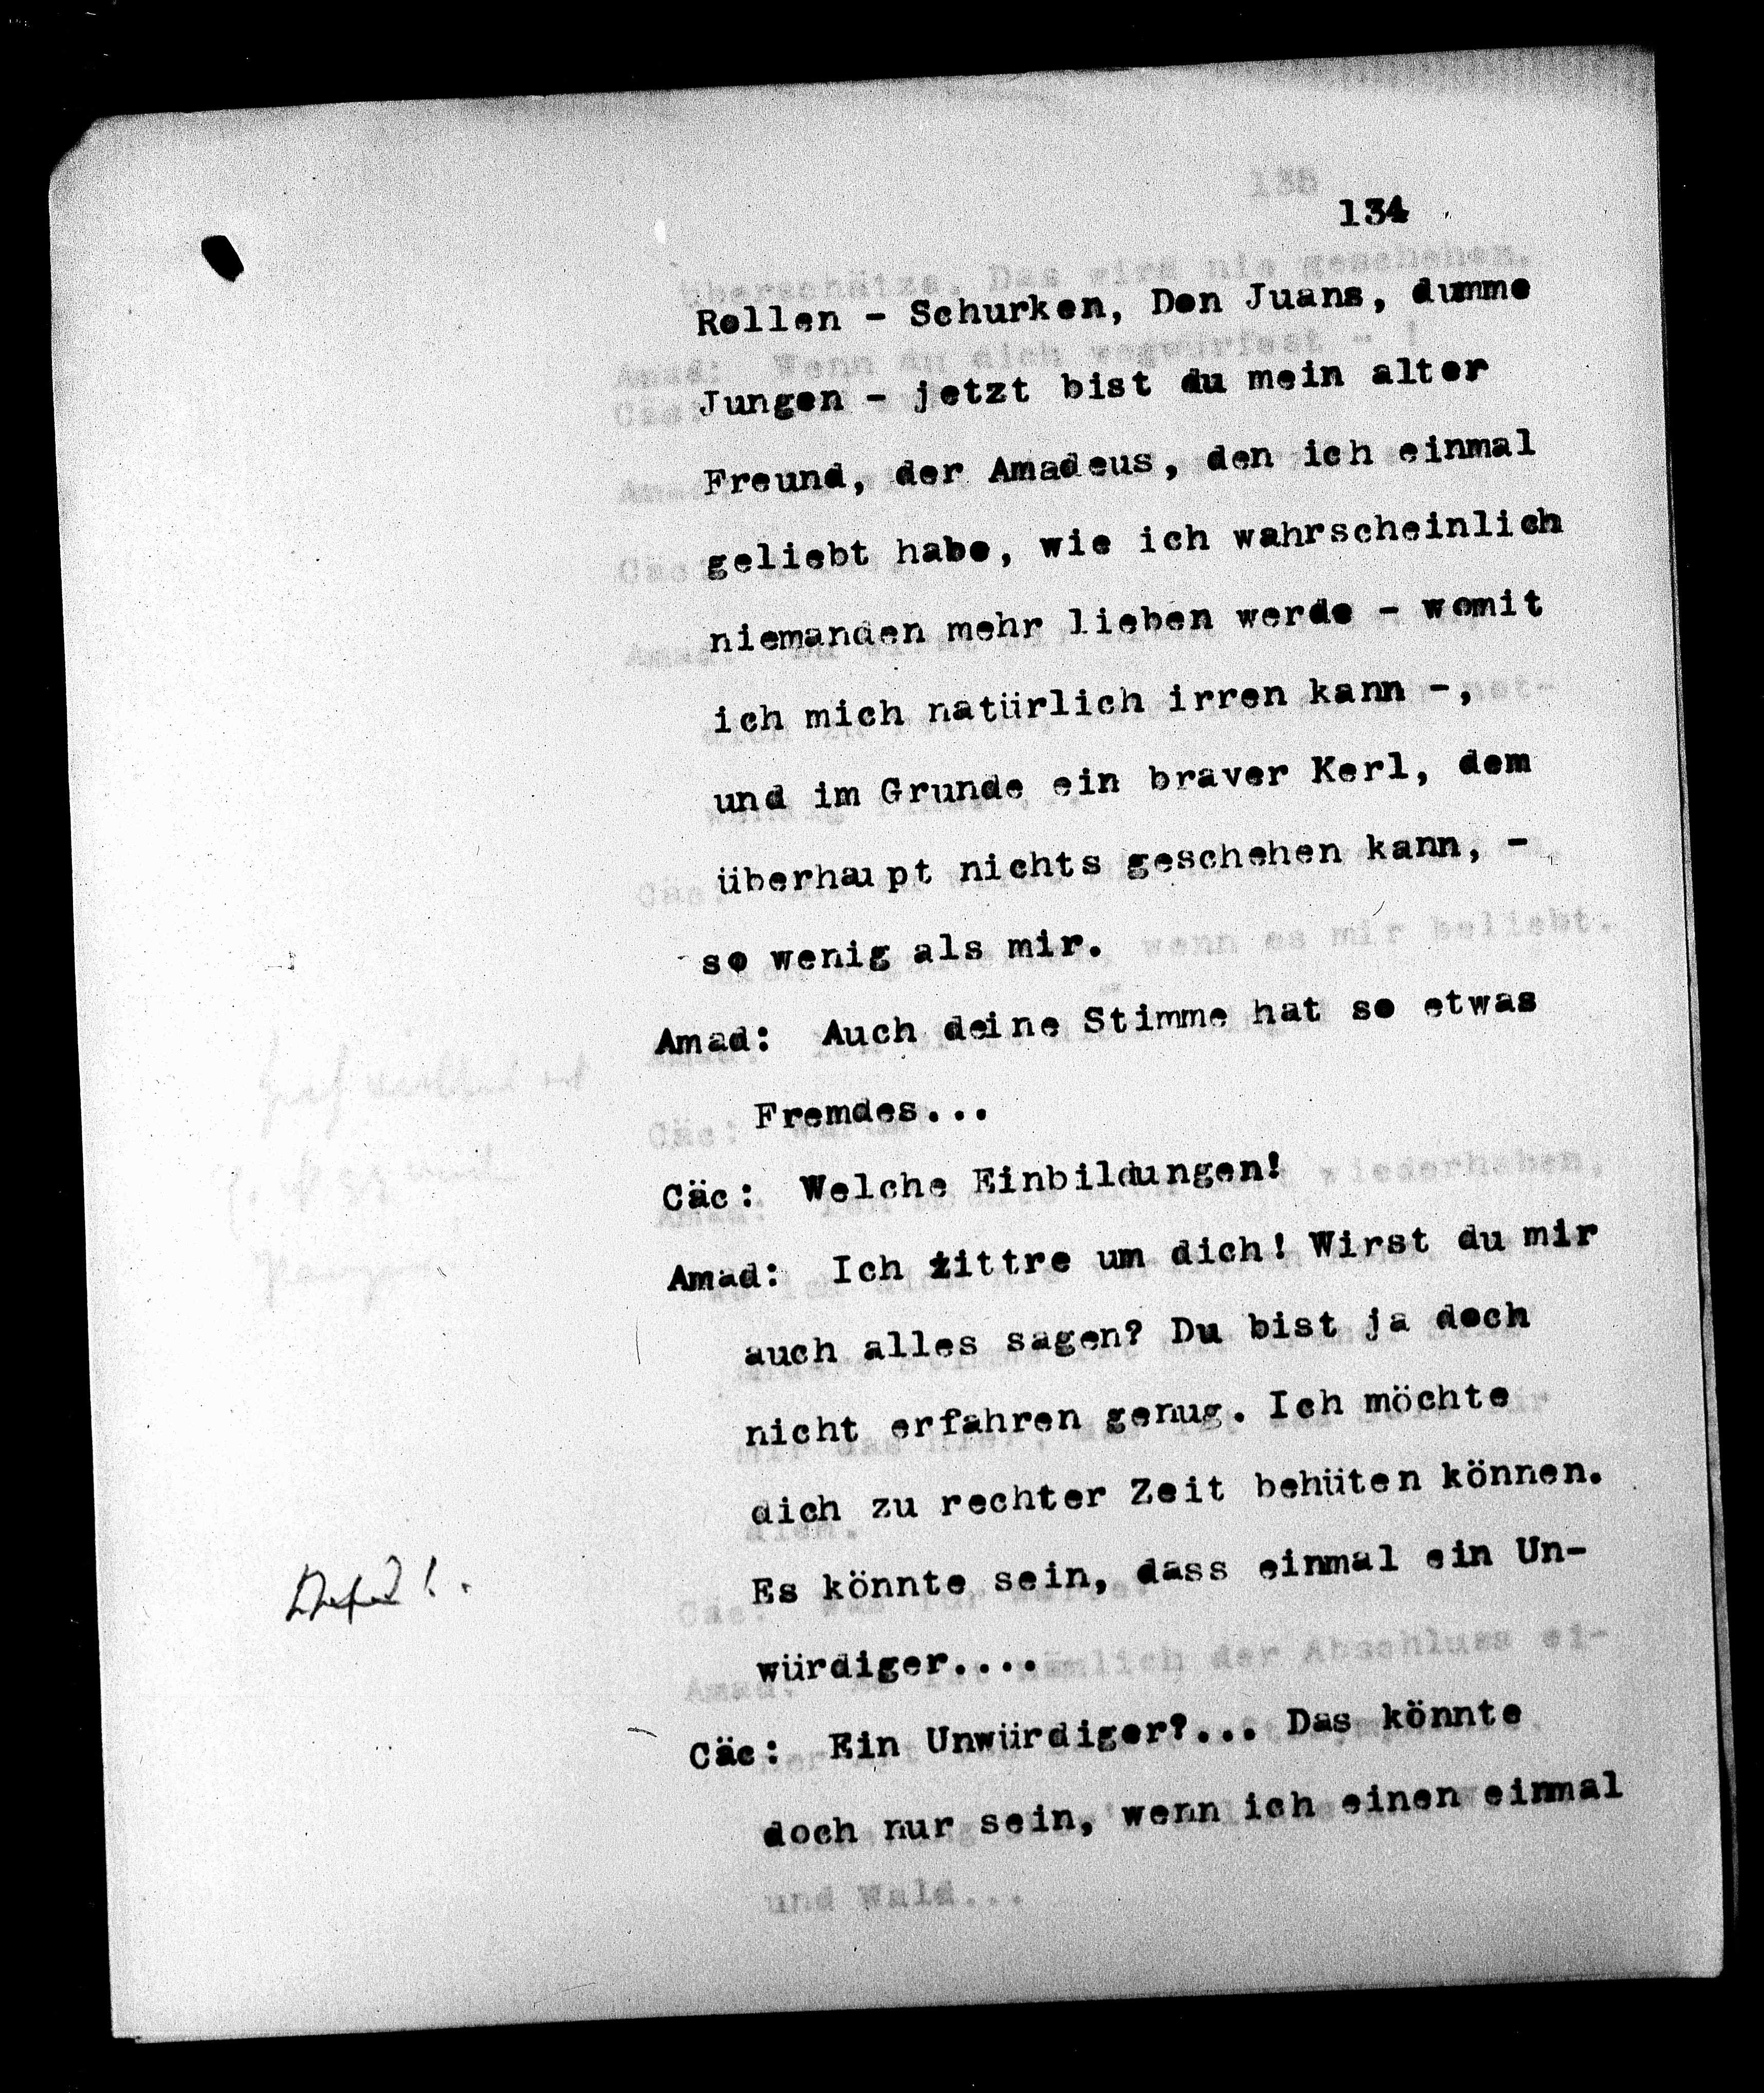 134
Rollen - Schurken, Don Juans, dumme
Jungen - jetzt bist du mein alter
Freund, der Amadeus, den ich einmal
geliebt habe, wie ich wahrscheinlich
niemanden mehr lieben werde - womit
ich mich natürlich irren kann -,
und im Grunde ein braver Kerl, dem
überhaupt nichts geschehen kann, -
so wenig als mir.
Amad: Auch deine Stimme hat so etwas
Fremdes...
Cäc: Welche Einbildungen!
Amad: Ich zittre um dich! Wirst du mir
auch alles sagen? Du bist ja doch
nicht erfahren genug. Ich möchte
dich zu rechter Zeit behüten können.
Es könnte sein, dass einmal ein Un-
würdiger....
Cäc: Ein Unwürdiger?... Das könnte
doch nur sein, wenn ich einen einmal